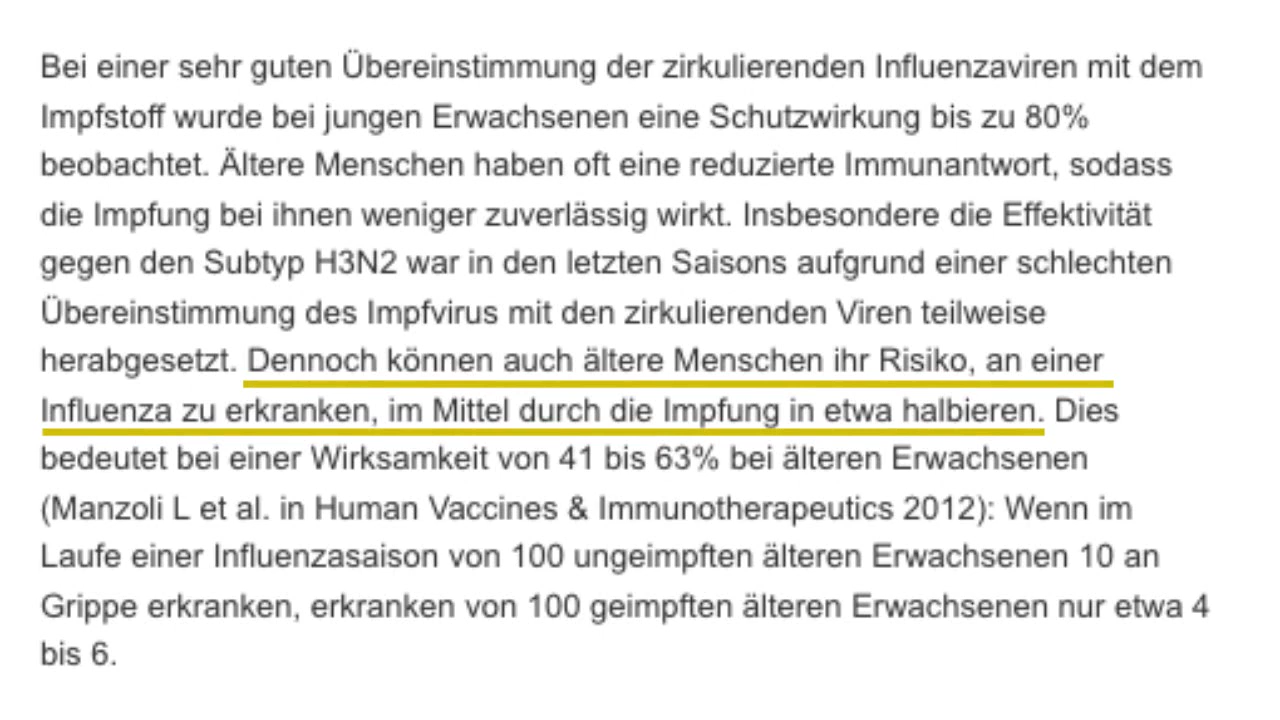 Bei einer sehr guten Übereinstimmung der zirkulierenden Influenzaviren mit dem
Impfstoff wurde bei jungen Erwachsenen eine Schutzwirkung bis zu 80%
beobachtet. Ältere Menschen haben oft eine reduzierte Immunantwort, sodass
die Impfung bei ihnen weniger zuverlässig wirkt. Insbesondere die Effektivität
gegen den Subtyp H3N2 war in den letzten Saisons aufgrund einer schlechten
Übereinstimmung des Impfvirus mit den zirkulierenden Viren teilweise
herabgesetzt. Dennoch können auch ältere Menschen ihr Risiko, an einer
Influenza zu erkranken, im Mittel durch die Impfung in etwa halbieren. Dies
bedeutet bei einer Wirksamkeit von 41 bis 63% bei älteren Erwachsenen
(Manzoli L et al. in Human Vaccines & Immunotherapeutics 2012): Wenn im
Laufe einer Influenzasaison von 100 ungeimpften älteren Erwachsenen 10 an
Grippe erkranken, erkranken von 100 geimpften älteren Erwachsenen nur etwa 4
bis 6.